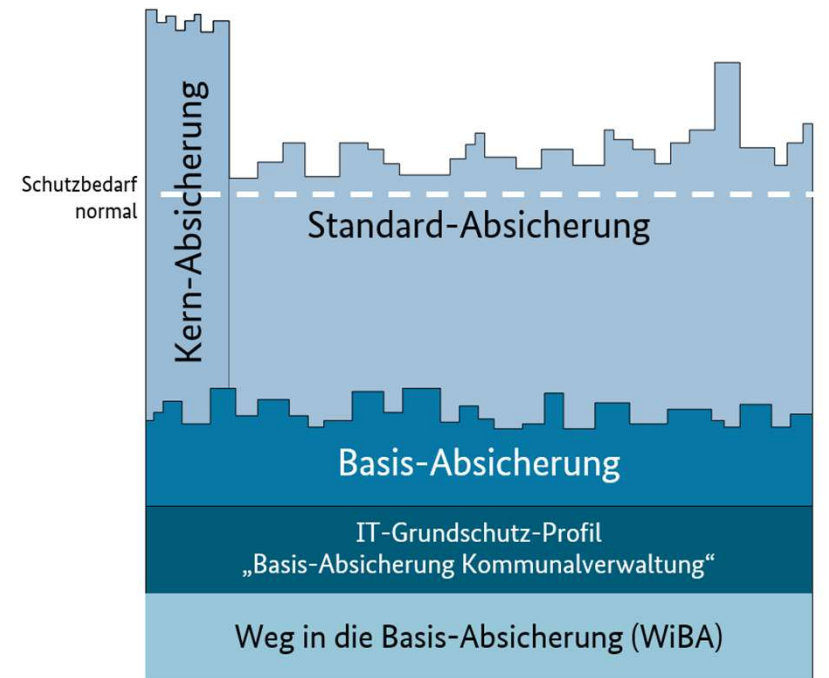 Kern-Absicherung
Schutzbedarf
normal
Standard-Absicherung
Basis-Absicherung
IT-Grundschutz-Profil
„Basis-Absicherung Kommunalverwaltung“
Weg in die Basis-Absicherung (WiBA)